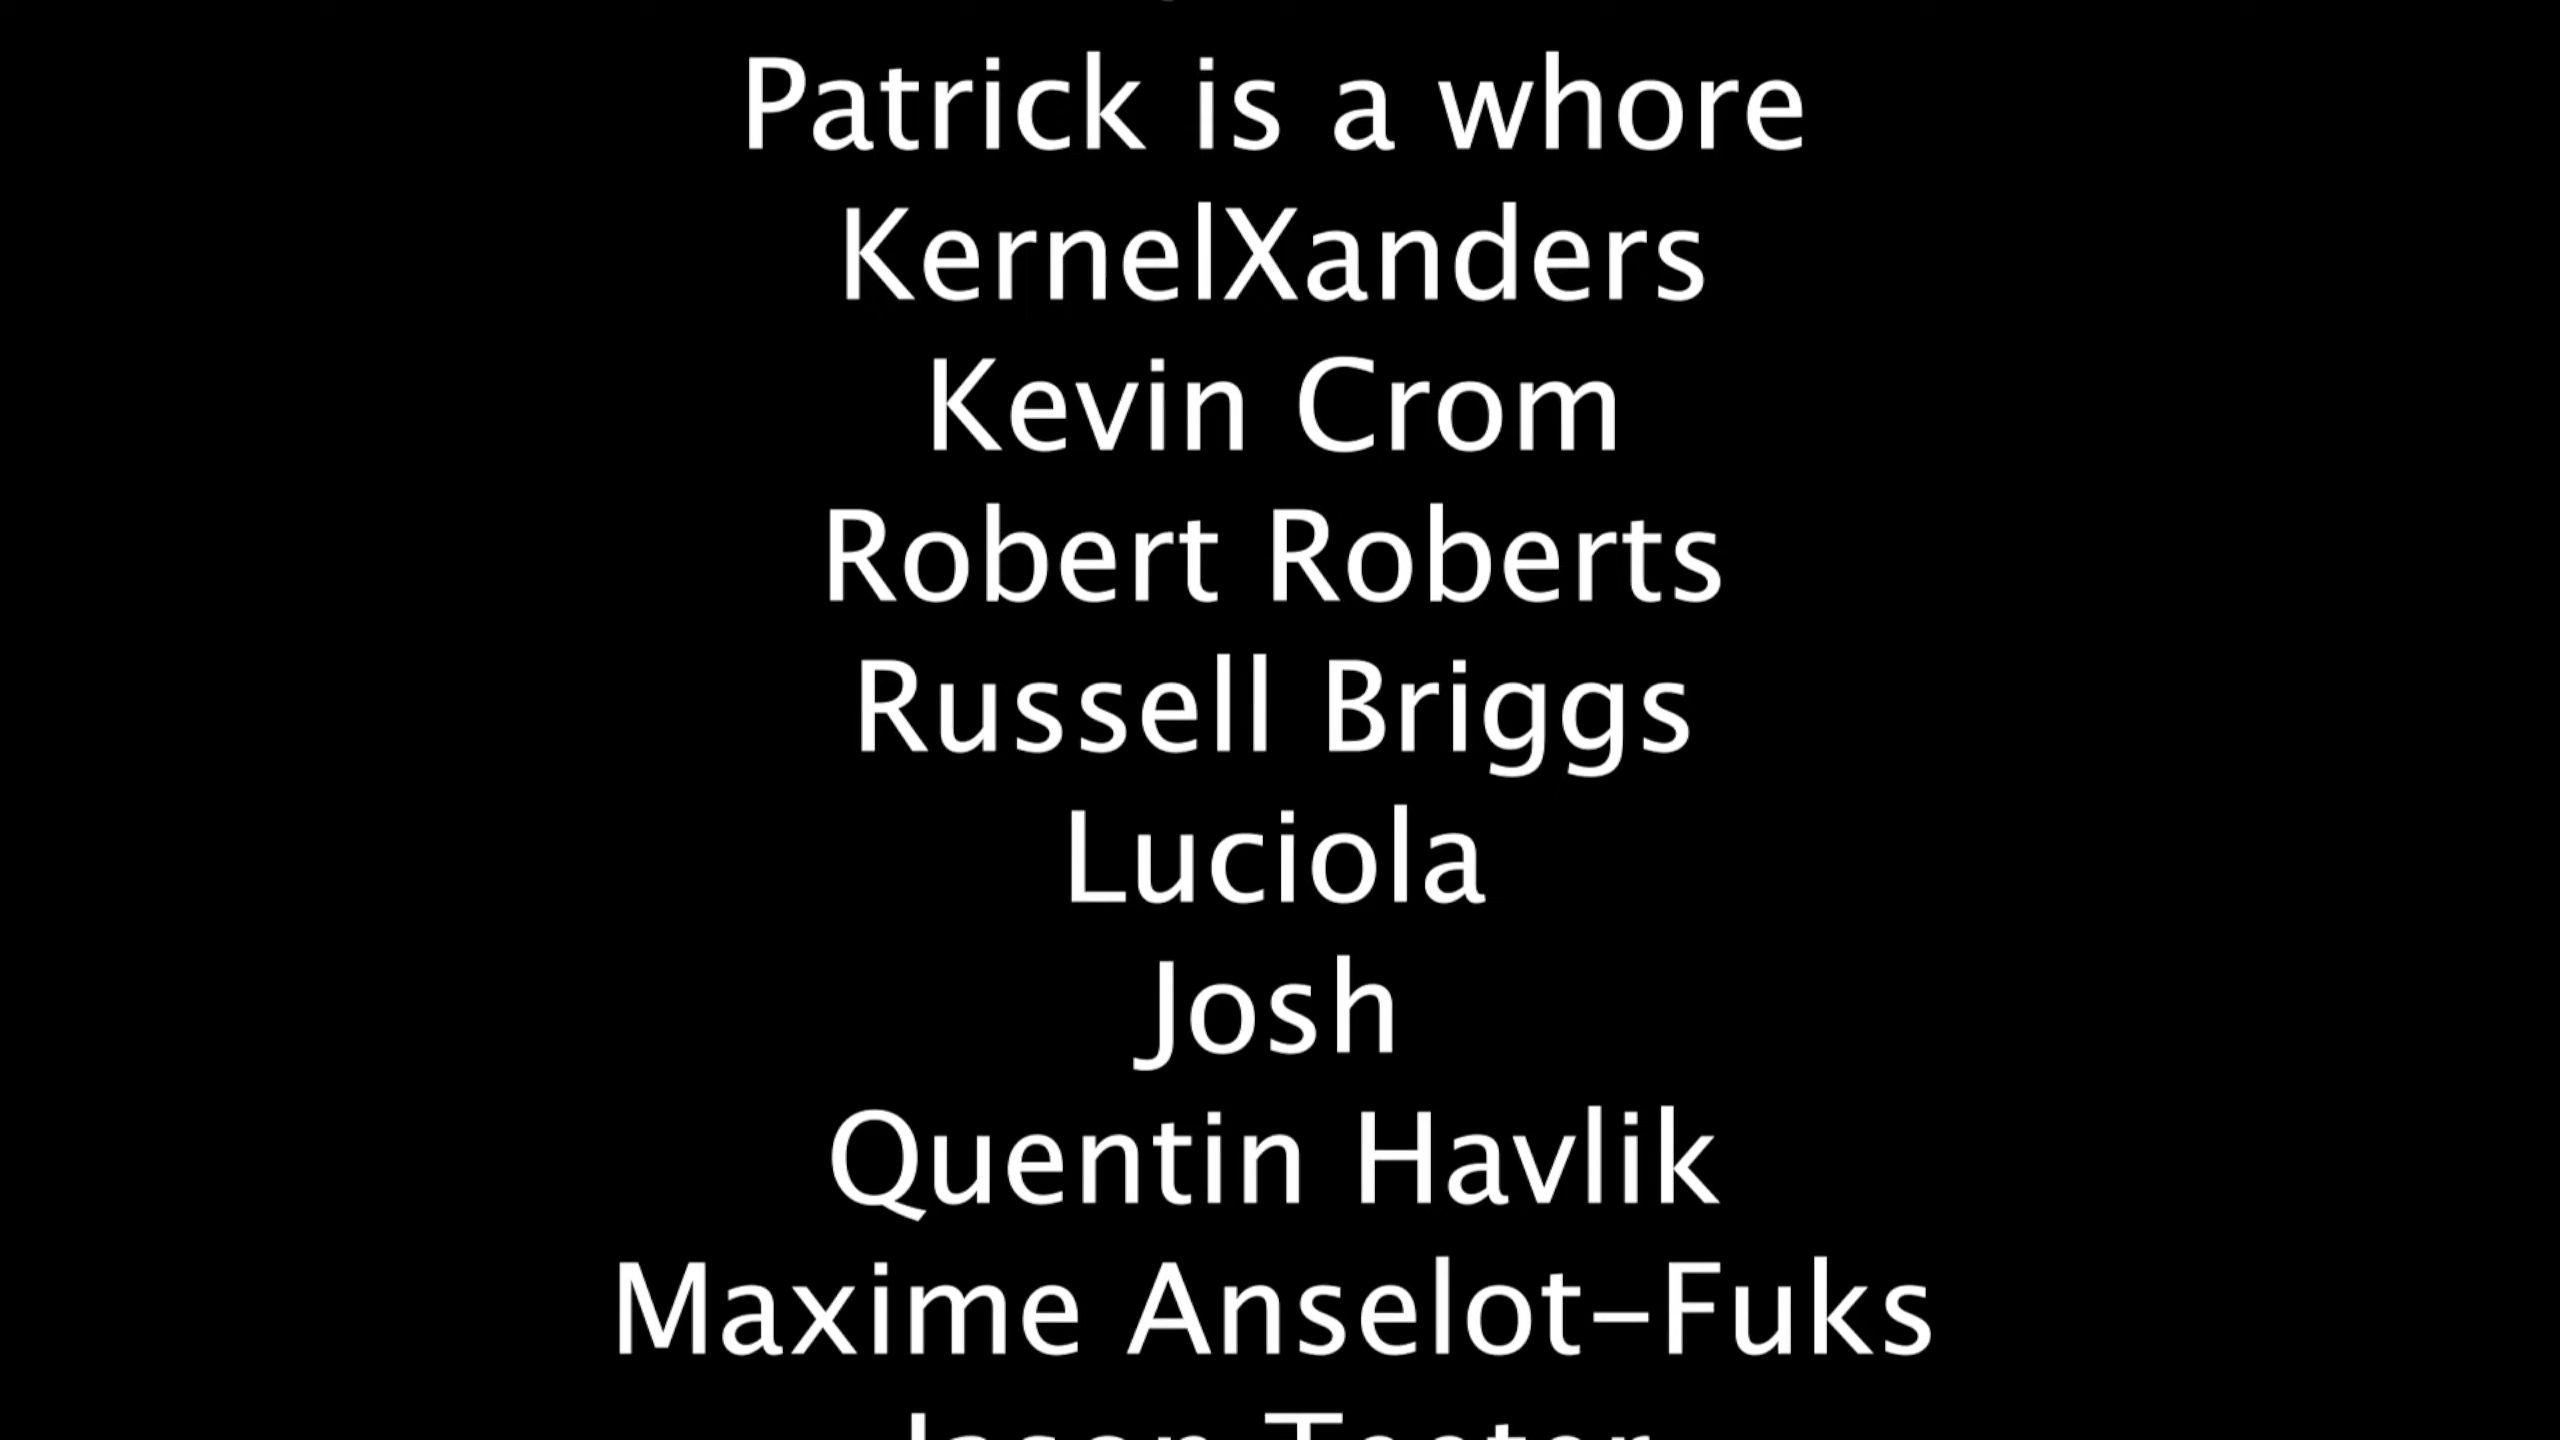 Patrick is a whore
KernelXanders
Kevin Crom
Robert Roberts
Russell Briggs
Luciola
Josh
Quentin Havlik
Maxime Anselot-Fuks